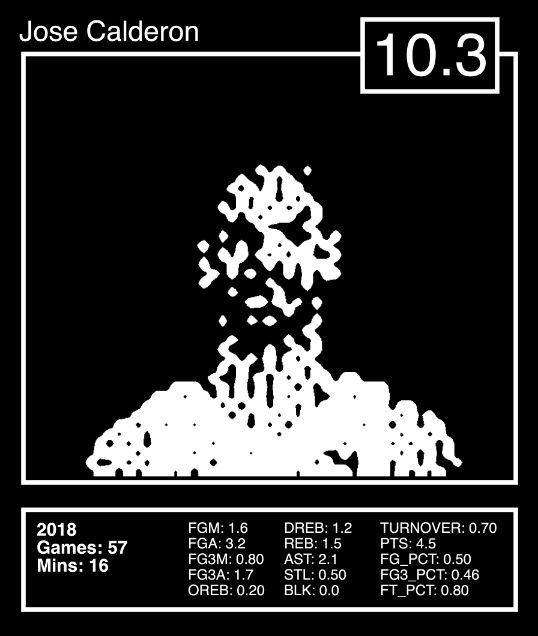 Jose Calderon
10.3
2018
Games: 57
Mins: 16
FGM: 1.6
FGA: 3.2
FG3M: 0.80
FG3A: 1.7
OREB: 0.20
DREB: 1.2
REB: 1.5
AST: 2.1
STL: 0.50
BLK: 0.0
TURNOVER: 0.70
PTS: 4.5
FG_PCT: 0.50
FG3_PCT: 0.46
FT_PCT: 0.80